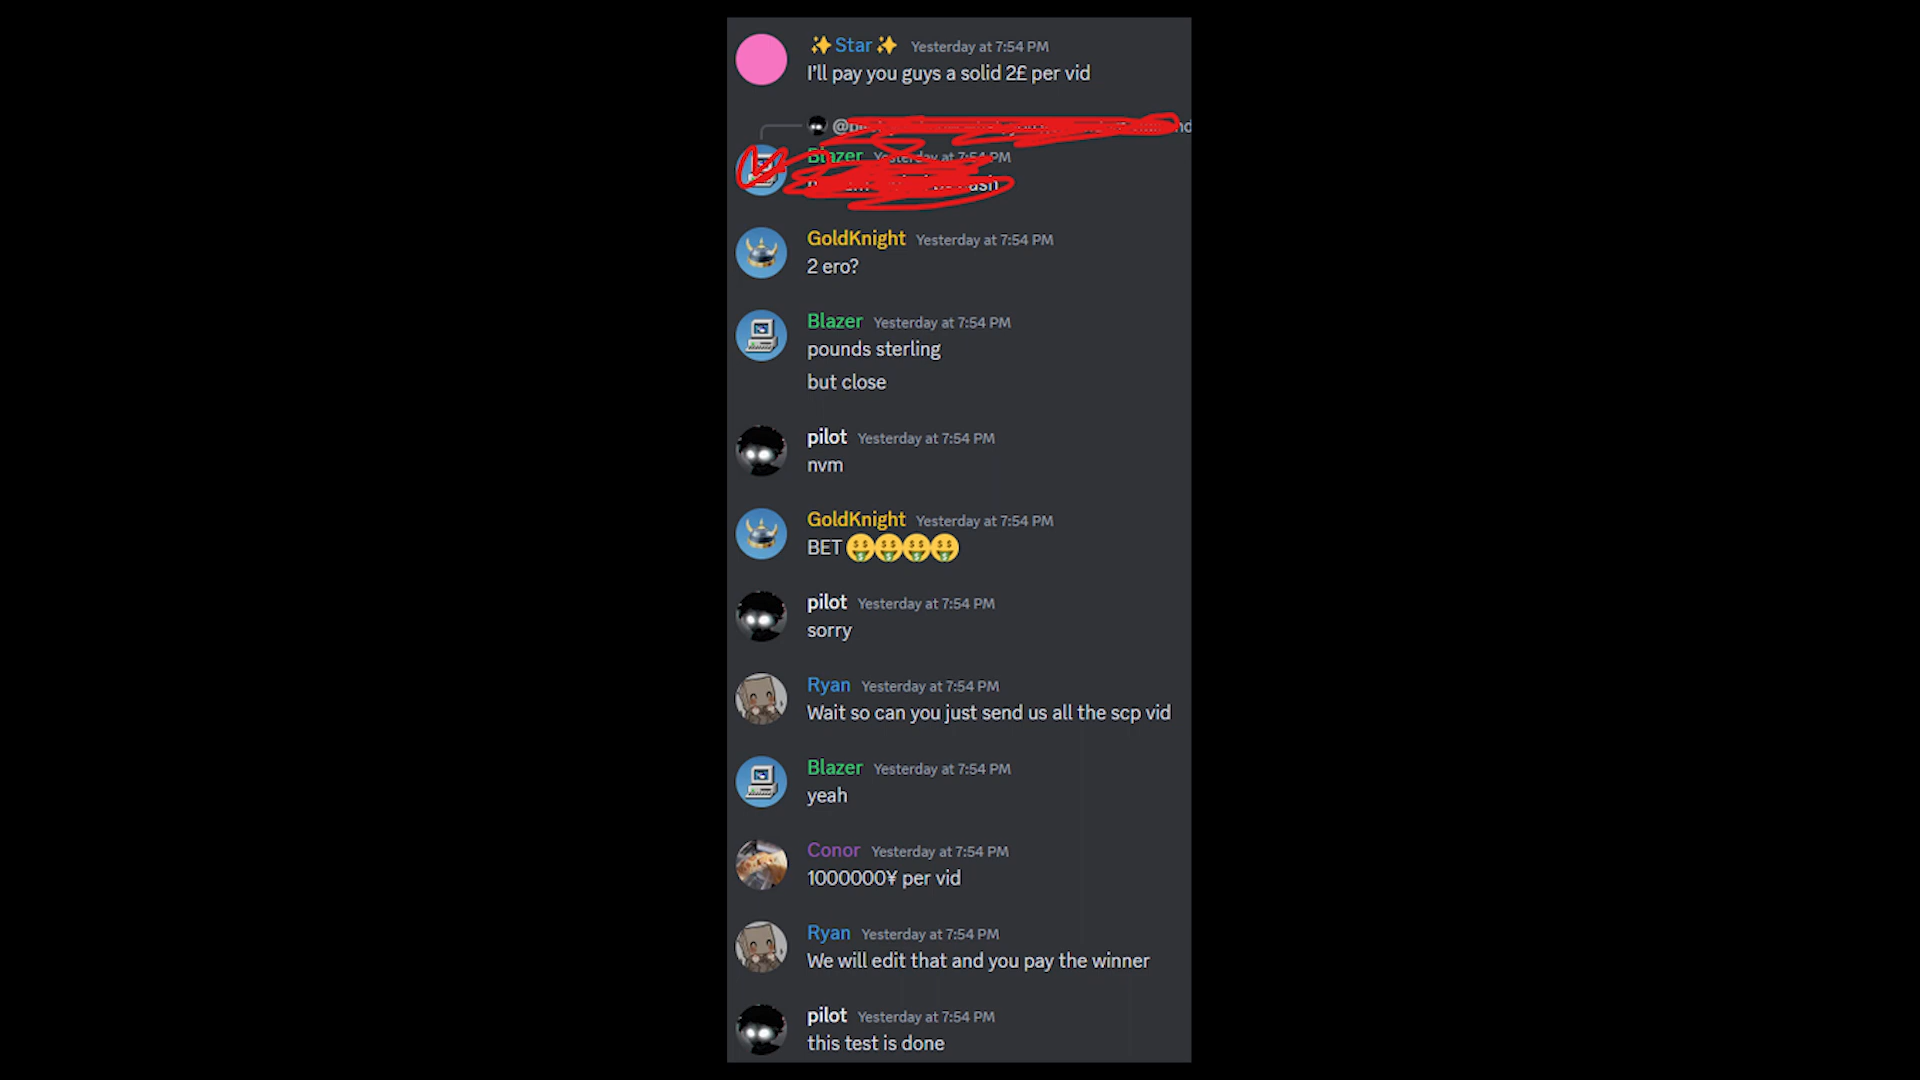 ✨Star✨ Yesterday at 7:54 PM
I'll pay you guys a solid 2£ per vid
Blazer Yesterday at 7:54 PM
GoldKnight Yesterday at 7:54 PM
2 ero?
Blazer Yesterday at 7:54 PM
pounds sterling
but close
pilot Yesterday at 7:54 PM
nvm
GoldKnight Yesterday at 7:54 PM
BET 🤑🤑🤑🤑
pilot Yesterday at 7:54 PM
sorry
Ryan Yesterday at 7:54 PM
Wait so can you just send us all the scp vid
Blazer Yesterday at 7:54 PM
yeah
Conor Yesterday at 7:54 PM
1000000¥ per vid
Ryan Yesterday at 7:54 PM
We will edit that and you pay the winner
pilot Yesterday at 7:54 PM
this test is done